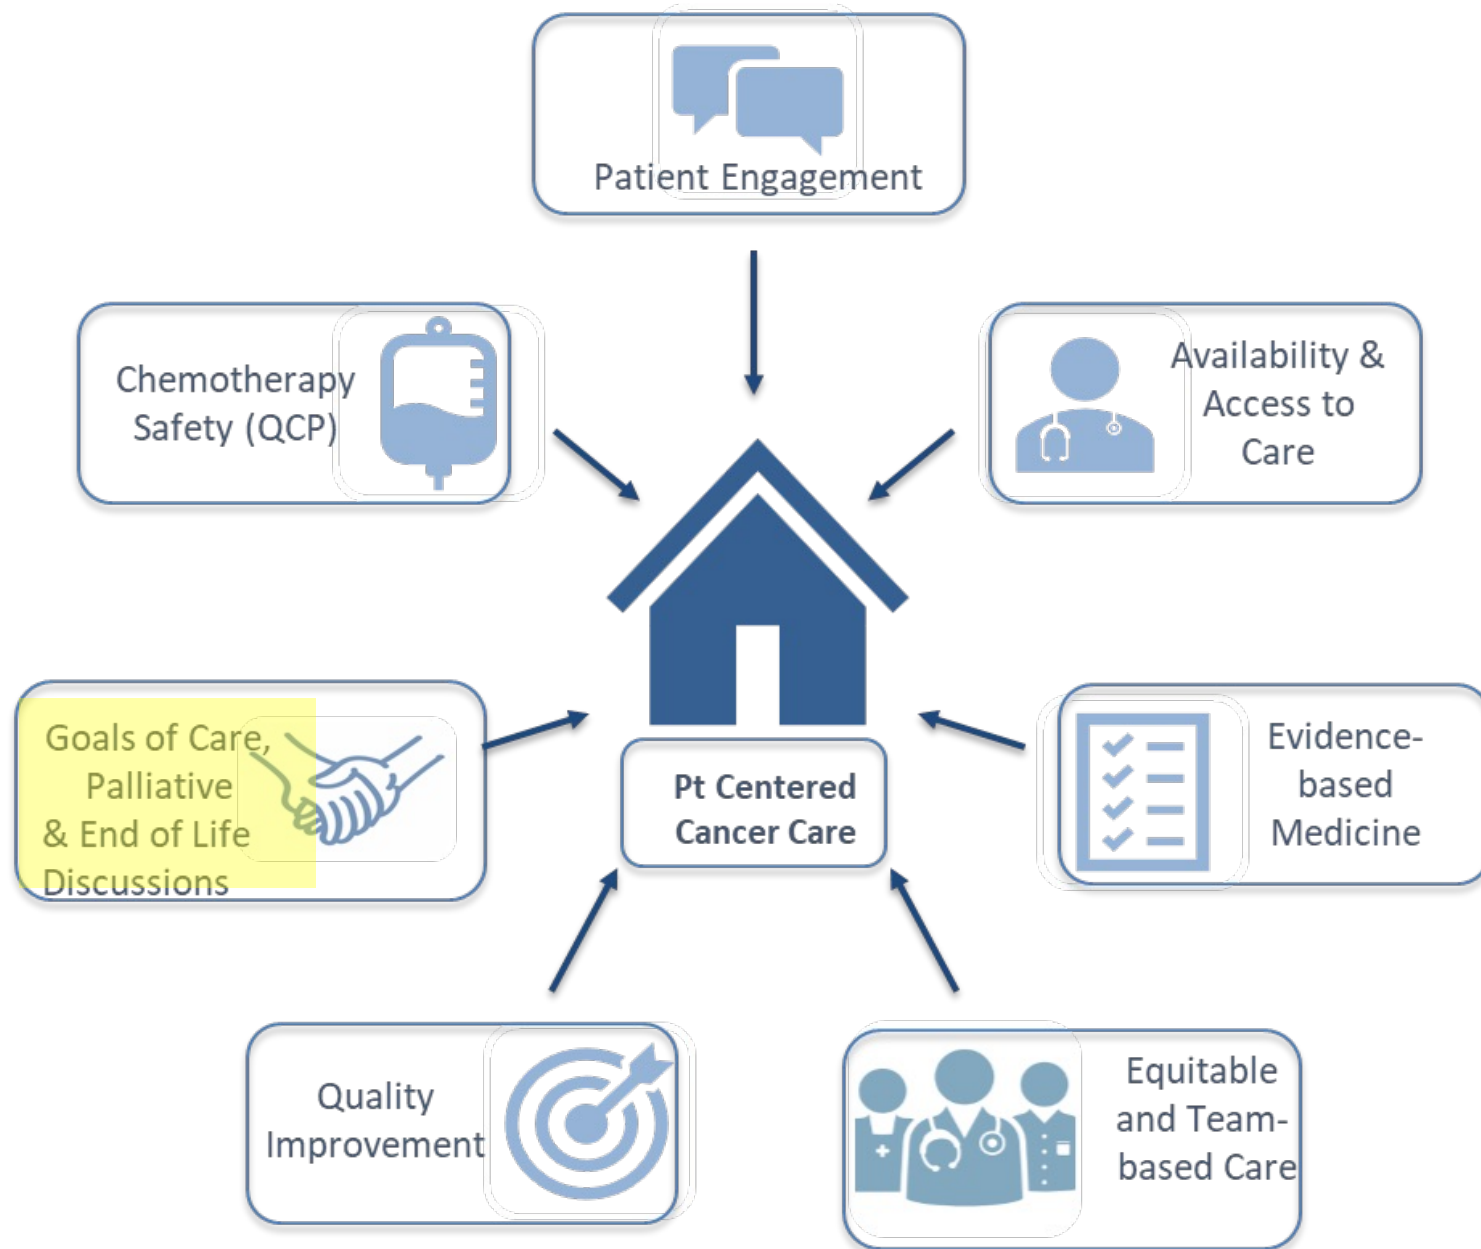 Patient Engagement
Chemotherapy
Safety (QCP)
Availability &
Access to
Care
Goals of Care,
Palliative
& End of Life
Discussions
Pt Centered
Cancer Care
Evidence-
based
Medicine
Quality
Improvement
Equitable
and Team-
based Care